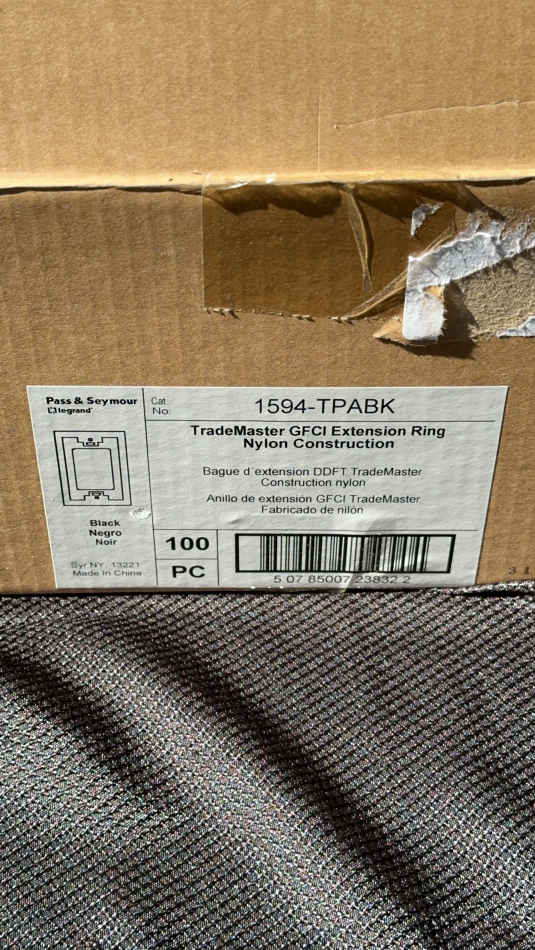 Pass & Seymour
legrand
Cat.
No:
1594-TPABK
TradeMaster GFCI Extension Ring
Nylon Construction
Bague d'extension DDFT TradeMaster
Construction nylon
Anillo de extensión GFCI TradeMaster
Fabricado de nilón
Black
Negro
Noir
Syr NY, 13221
Made In China
100
PC
5 07 85007 23832 2
3 1